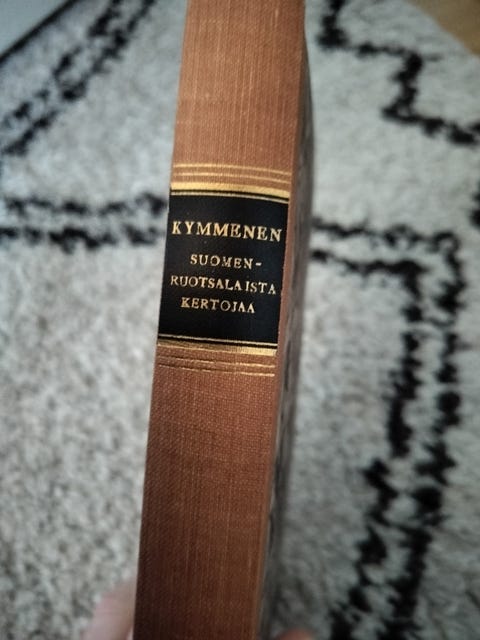 KYMMENEN
SUOMEN-
RUOTSALAISTA
KERTOJAA